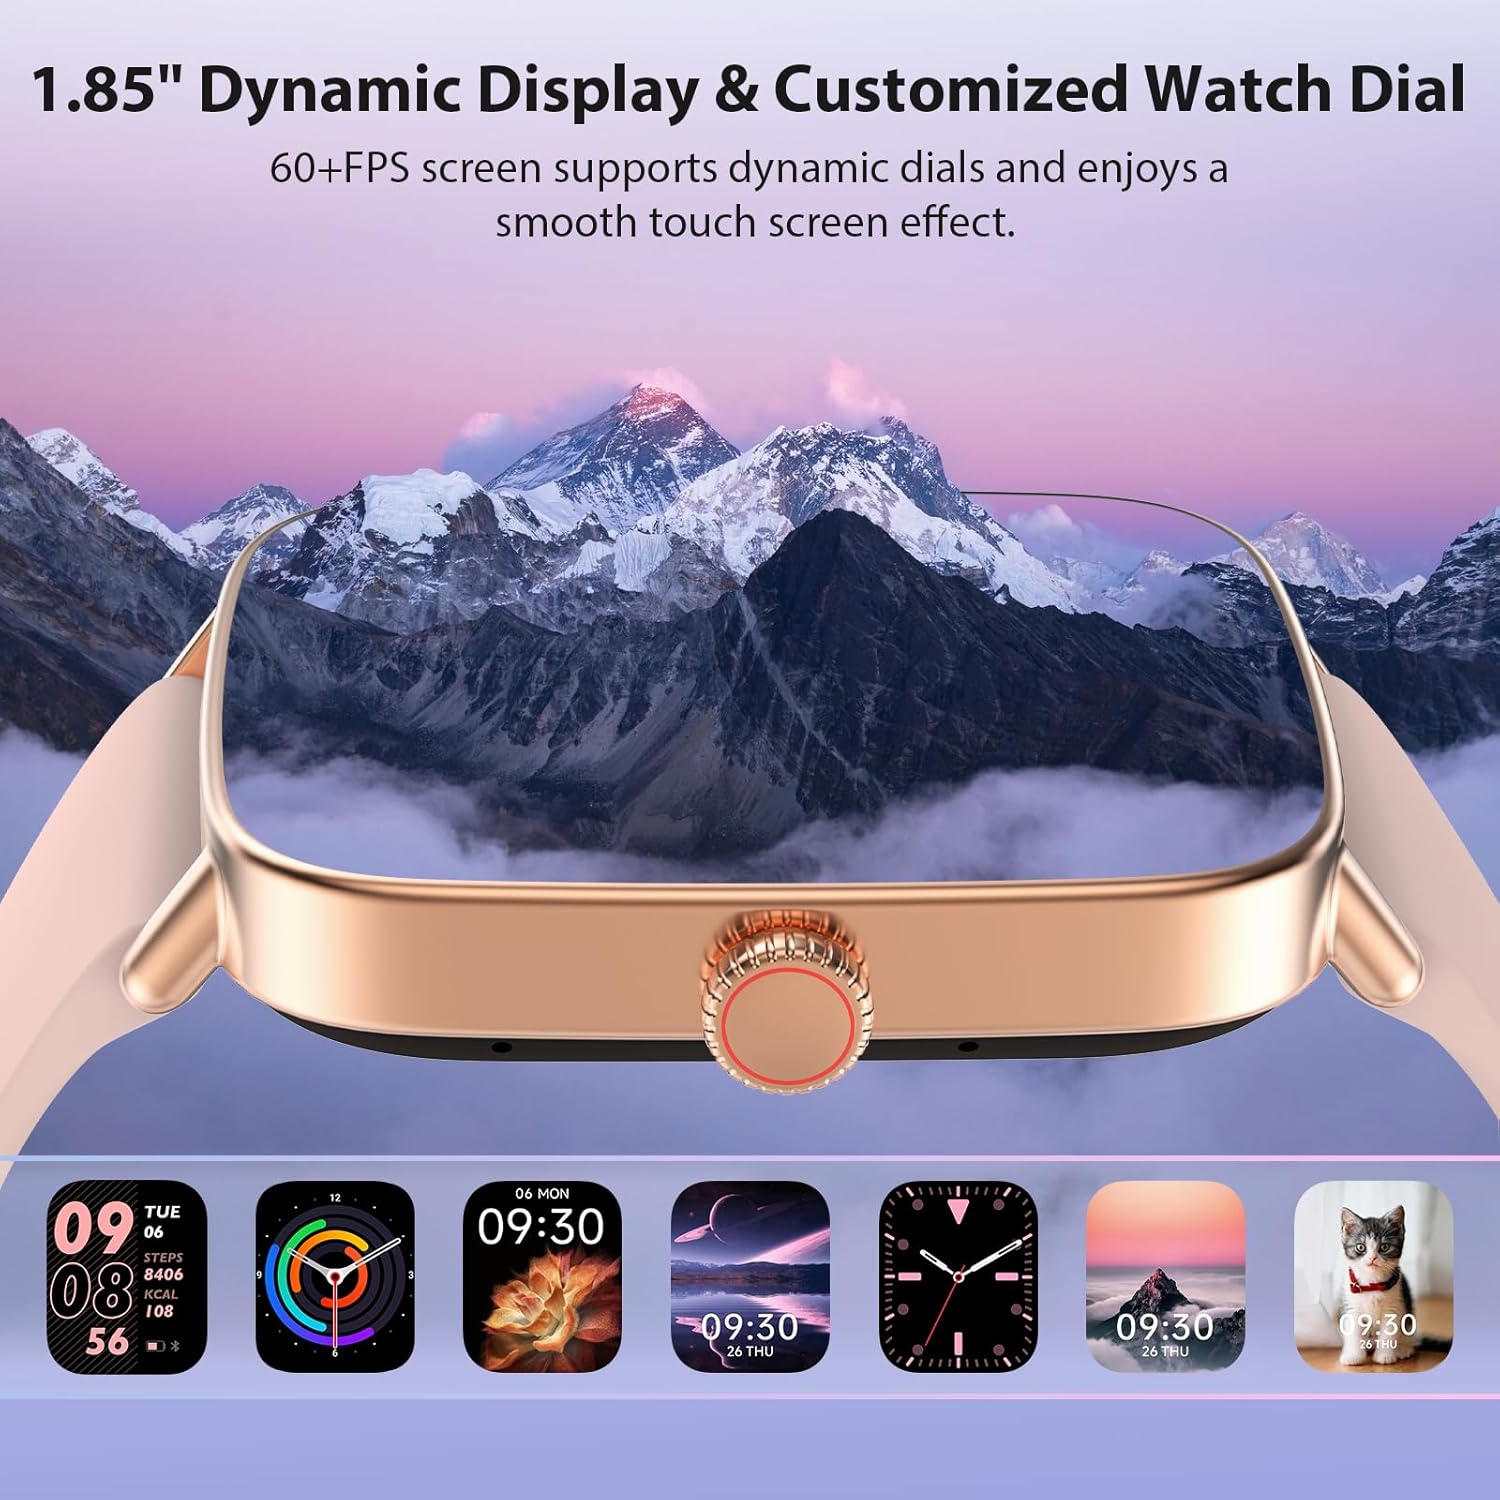 1.85" Dynamic Display & Customized Watch Dial
60+FPS screen supports dynamic dials and enjoys a
smooth touch screen effect.
09
08
56
TUE
06
STEPS
8406
KCAL
108
12
3
6
9
06 MON
09:30
09:30
26 THU
09:30
26 THU
09:30
26 THU